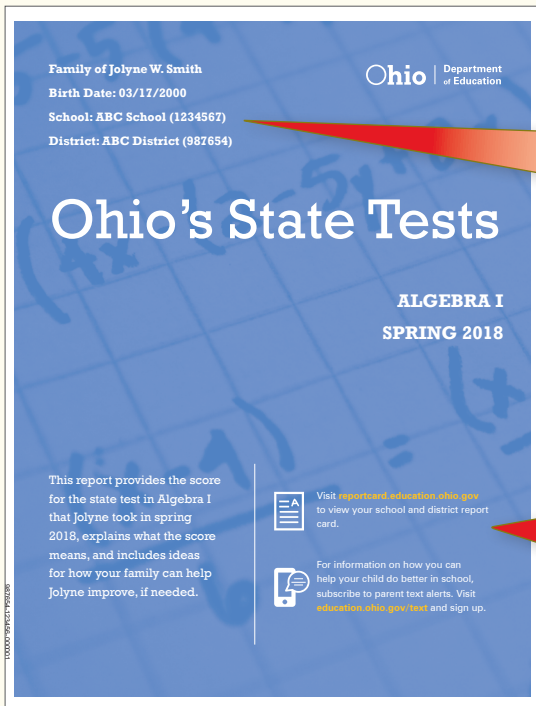 Family of Jolyne W. Smith
Birth Date: 03/17/2000
School: ABC School (1234567)
District: ABC District (987654)
Ohio | Department
of Education
Ohio's State Tests
ALGEBRA I
SPRING 2018
This report provides the score
for the state test in Algebra I
that Jolyne took in spring
2018, explains what the score
means, and includes ideas
for how your family can help
Jolyne improve, if needed.
Visit reportcard.education.ohio.gov
to view your school and district report
card.
For information on how you can
help your child do better in school,
subscribe to parent text alerts. Visit
education.ohio.gov/text and sign up.
987654-123456-000001